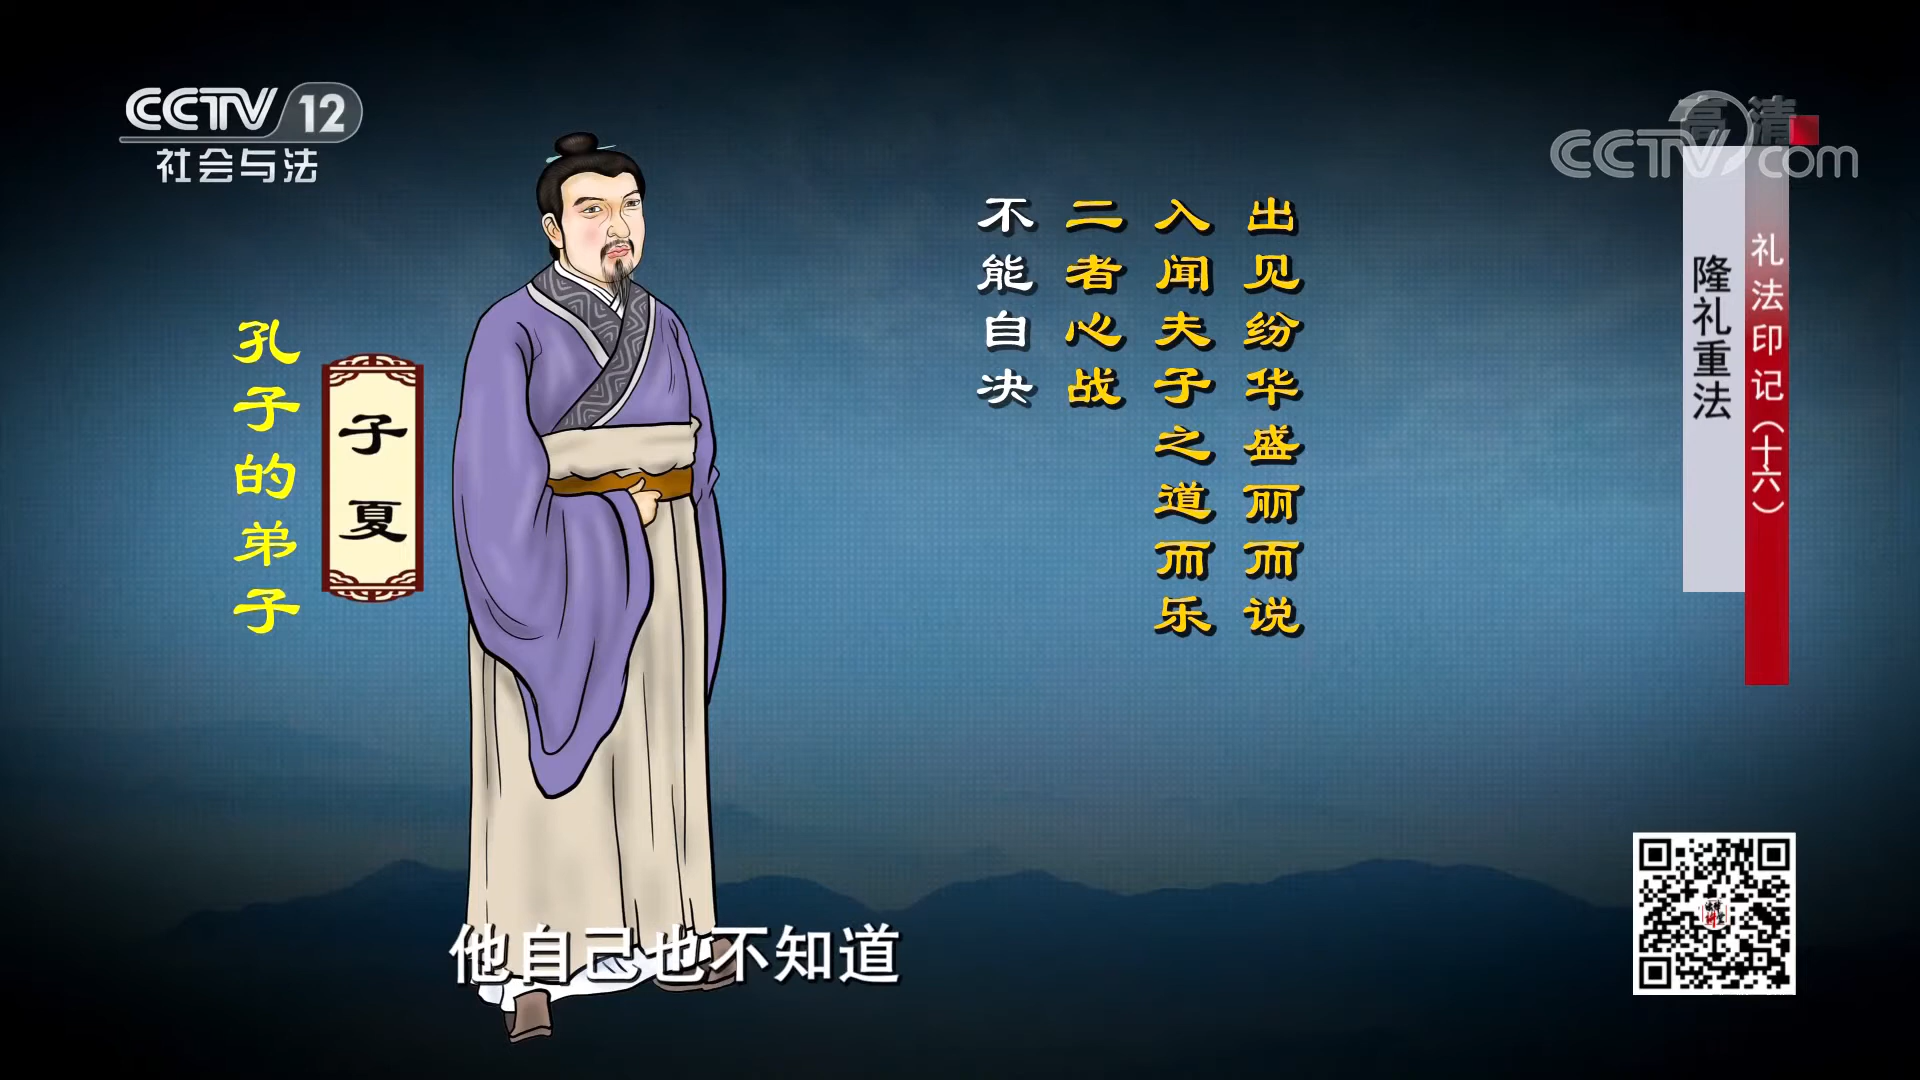 CCTV 12
社会与法
高清
CCTV.com
礼法印记（十六）
隆礼重法
出见纷华盛丽而说
入闻夫子之道而乐
二者心战
不能自决
子夏
孔子的弟子
他自己也不知道